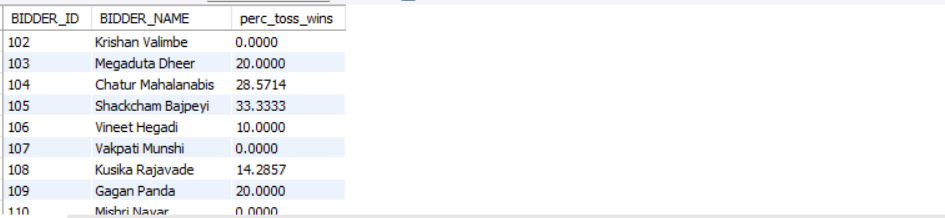 BIDDER_ID BIDDER_NAME perc_toss_wins
102 Krishan Valimbe 0.0000
103 Megaduta Dheer 20.0000
104 Chatur Mahalanabis 28.5714
105 Shackcham Bajpeyi 33.3333
106 Vineet Hegadi 10.0000
107 Vakpati Munshi 0.0000
108 Kusika Rajavade 14.2857
109 Gagan Panda 20.0000
110 Mishri Nayar 0.0000